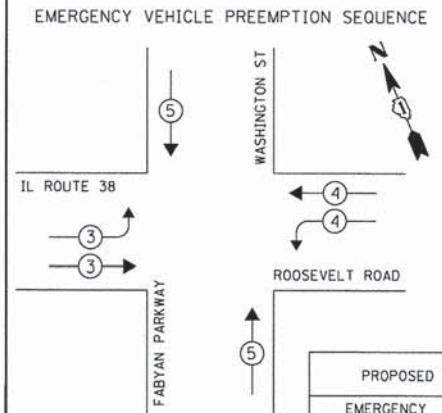 EMERGENCY VEHICLE PREEMPTION SEQUENCE
N
1
5
WASHINGTON ST
IL ROUTE 38
4
3
4
3
ROOSEVELT ROAD
FABYAN PARKWAY
5
PROPOSED
EMERGENCY